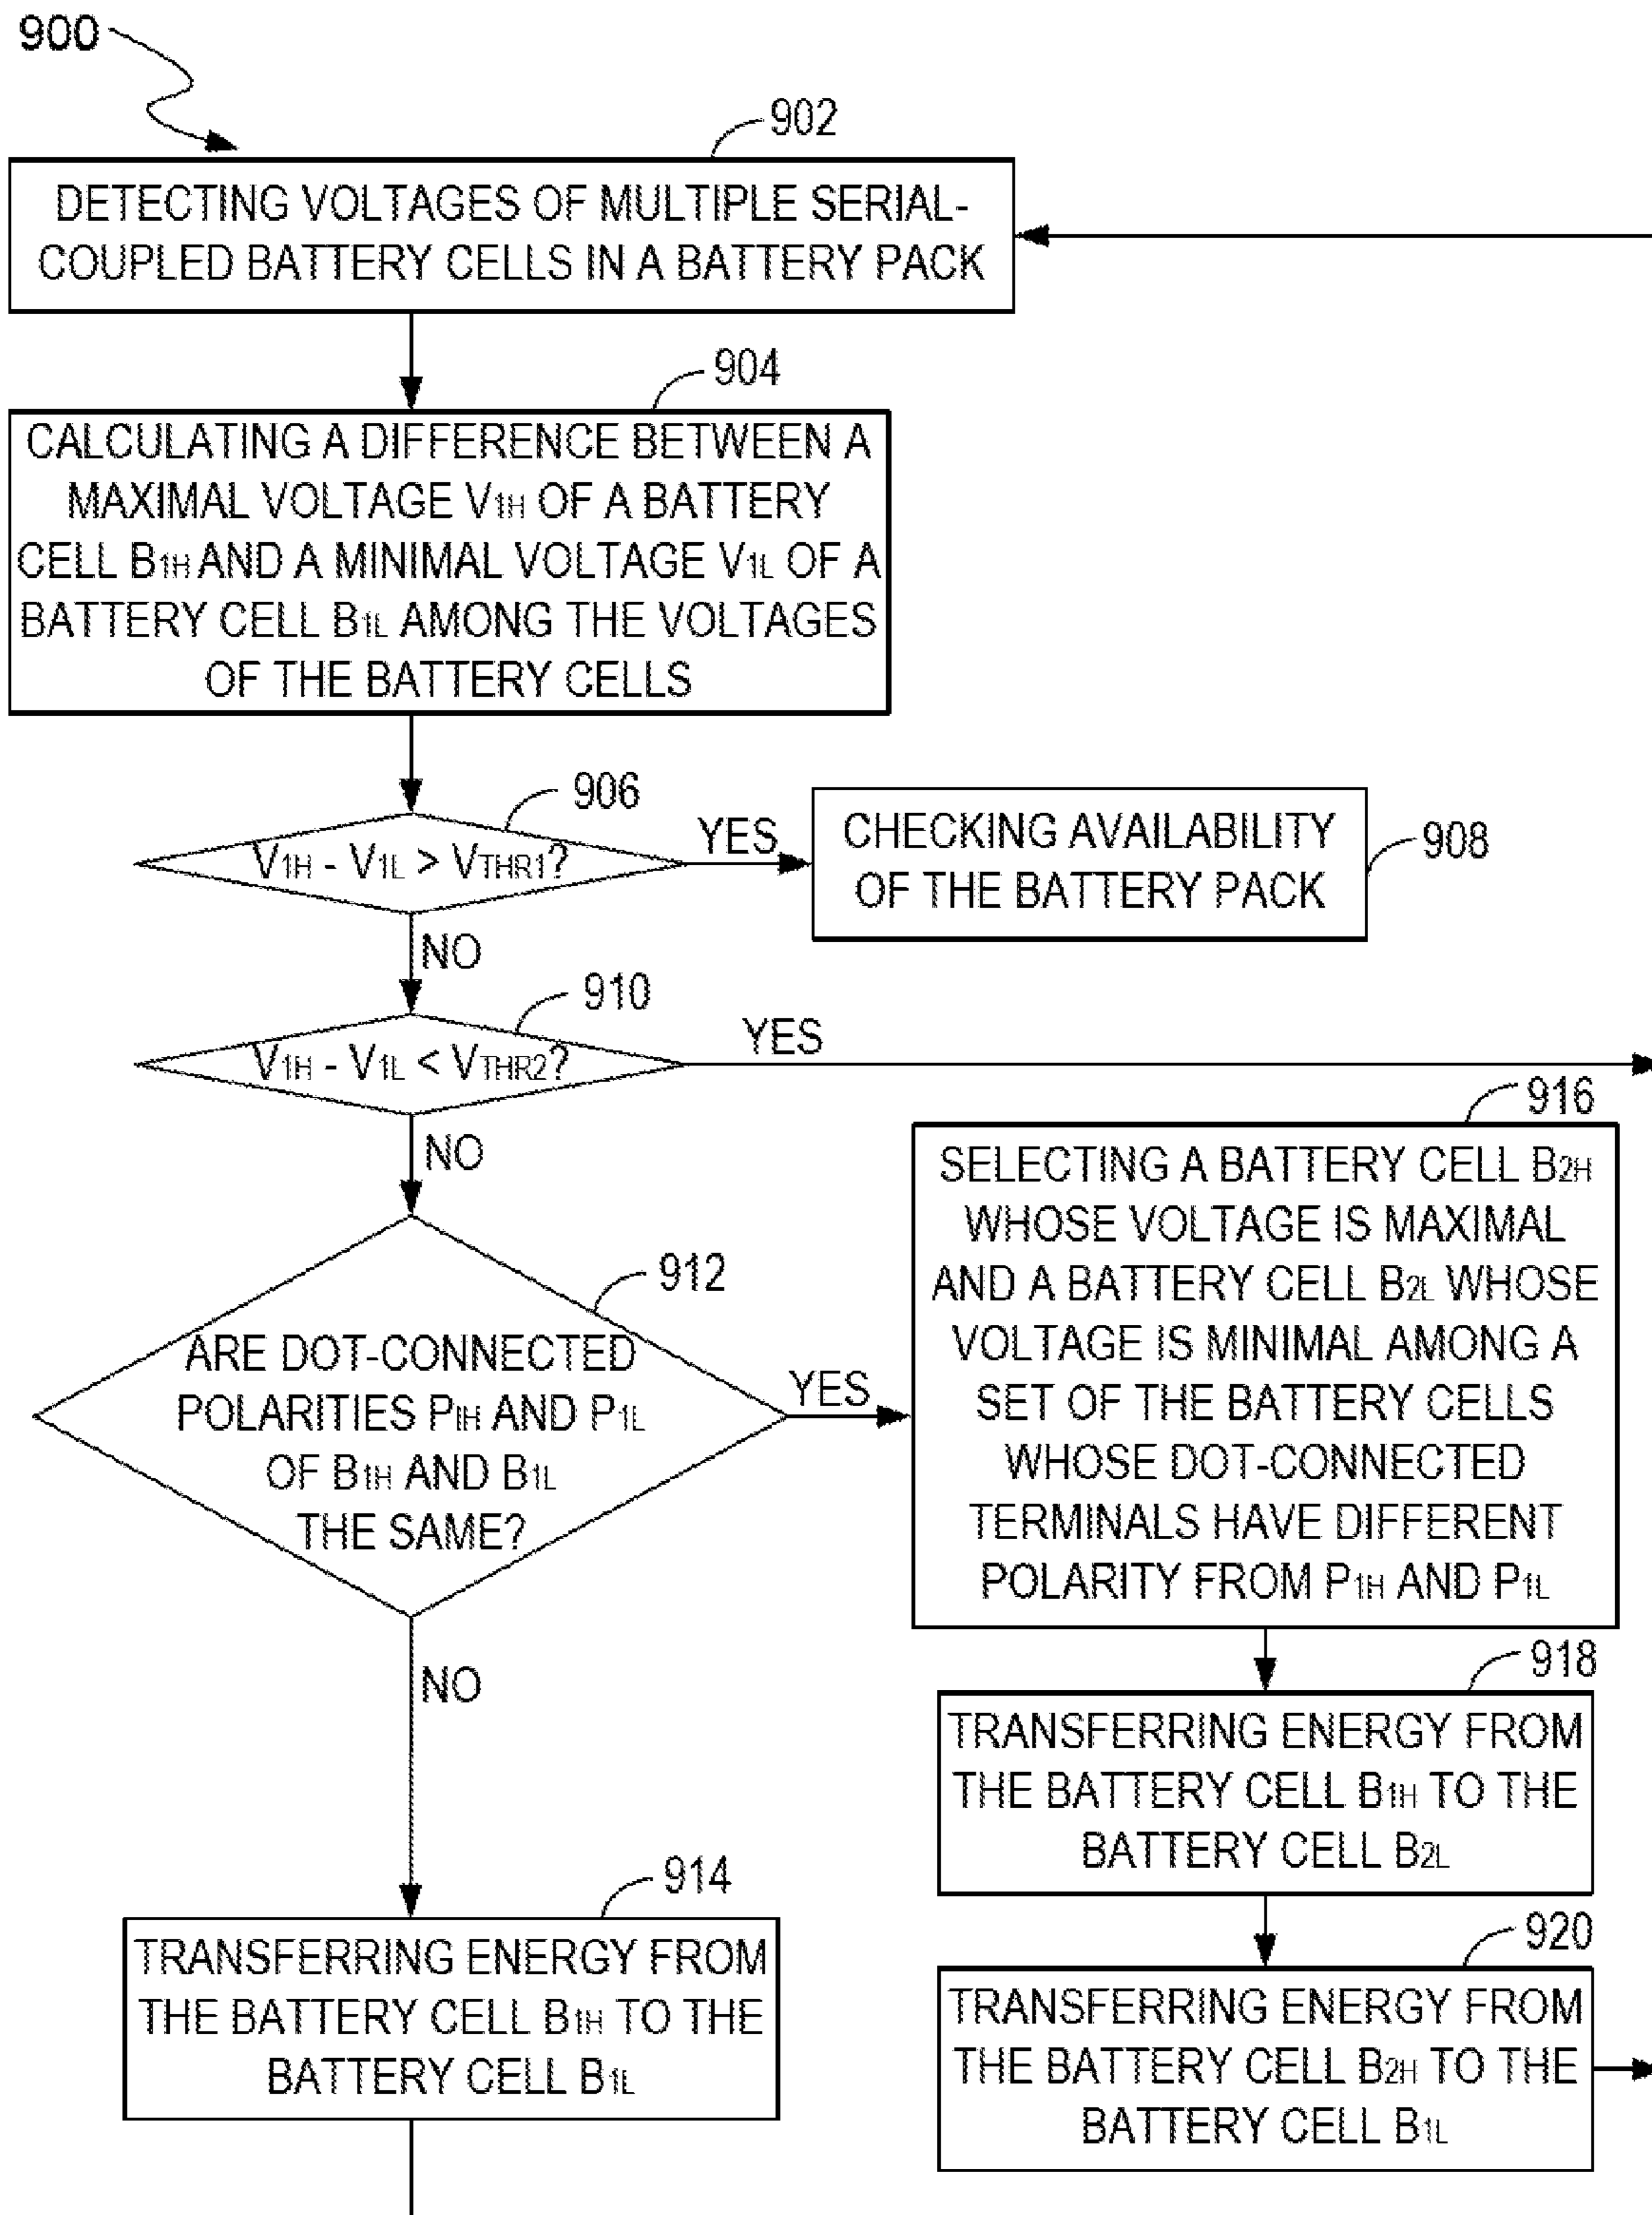 900
902
DETECTING VOLTAGES OF MULTIPLE SERIAL-
COUPLED BATTERY CELLS IN A BATTERY PACK
904
CALCULATING A DIFFERENCE BETWEEN A
MAXIMAL VOLTAGE V1H OF A BATTERY
CELL B1H AND A MINIMAL VOLTAGE V1L OF A
BATTERY CELL B1L AMONG THE VOLTAGES
OF THE BATTERY CELLS
906
V1H - V1L > VTHR1?
YES
CHECKING AVAILABILITY
OF THE BATTERY PACK
908
NO
910
V1H - V1L < VTHR2?
YES
NO
912
ARE DOT-CONNECTED
POLARITIES PIH AND P1L
OF B1H AND B1L
THE SAME?
YES
916
SELECTING A BATTERY CELL B2H
WHOSE VOLTAGE IS MAXIMAL
AND A BATTERY CELL B2L WHOSE
VOLTAGE IS MINIMAL AMONG A
SET OF THE BATTERY CELLS
WHOSE DOT-CONNECTED
TERMINALS HAVE DIFFERENT
POLARITY FROM P1H AND P1L
NO
918
TRANSFERRING ENERGY FROM
THE BATTERY CELL B1H TO THE
BATTERY CELL B2L
914
TRANSFERRING ENERGY FROM
THE BATTERY CELL B1H TO THE
BATTERY CELL B1L
920
TRANSFERRING ENERGY FROM
THE BATTERY CELL B2H TO THE
BATTERY CELL B1L